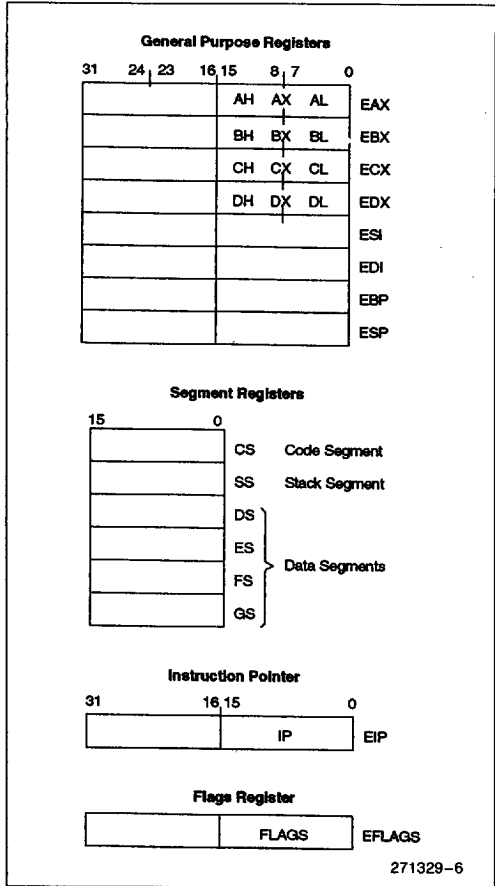 General Purpose Registers
31 24 23 16 15 8 7 0
AH AX AL EAX
BH BX BL EBX
CH CX CL ECX
DH DX DL EDX
ESI
EDI
EBP
ESP
Segment Registers
15 0
CS Code Segment
SS Stack Segment
DS
ES
Data Segments
FS
GS
Instruction Pointer
31 16 15 0
IP EIP
Flags Register
FLAGS EFLAGS
271329–6